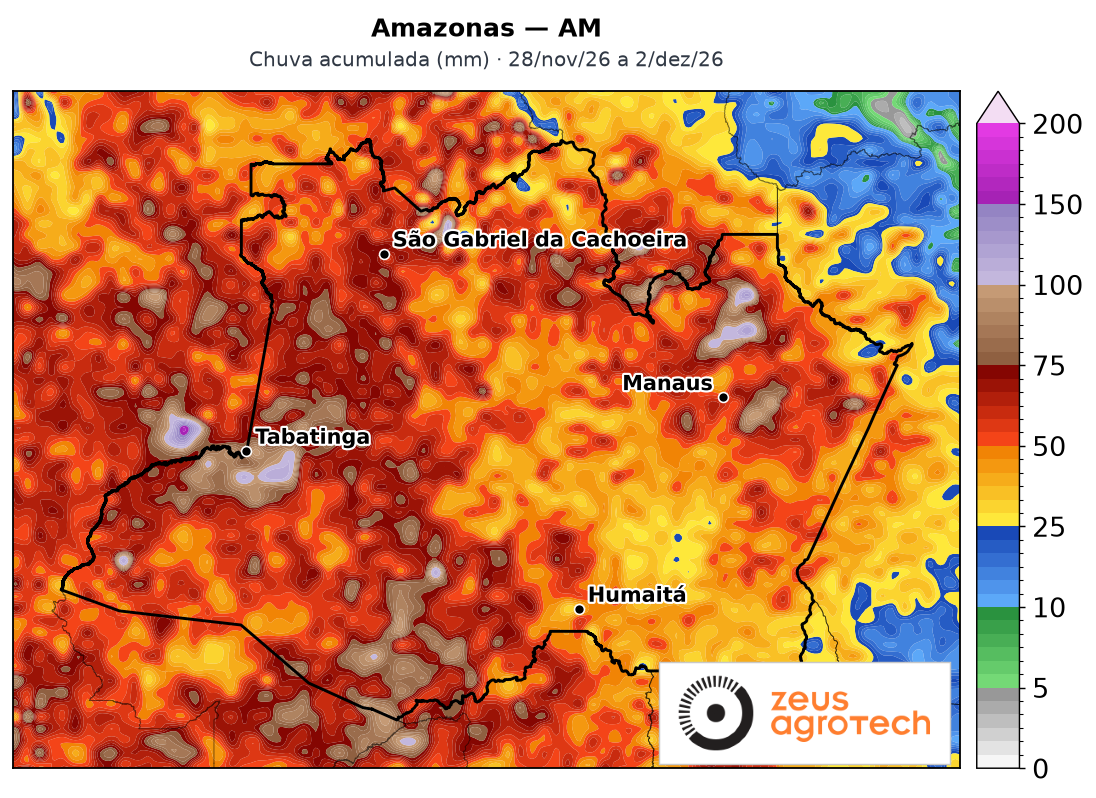 Amazonas — AM
Chuva acumulada (mm) · 28/nov/26 a 2/dez/26
200
150
100
75
50
25
10
5
0
São Gabriel da Cachoeira
Manaus
Tabatinga
Humaitá
zeus
agrotech